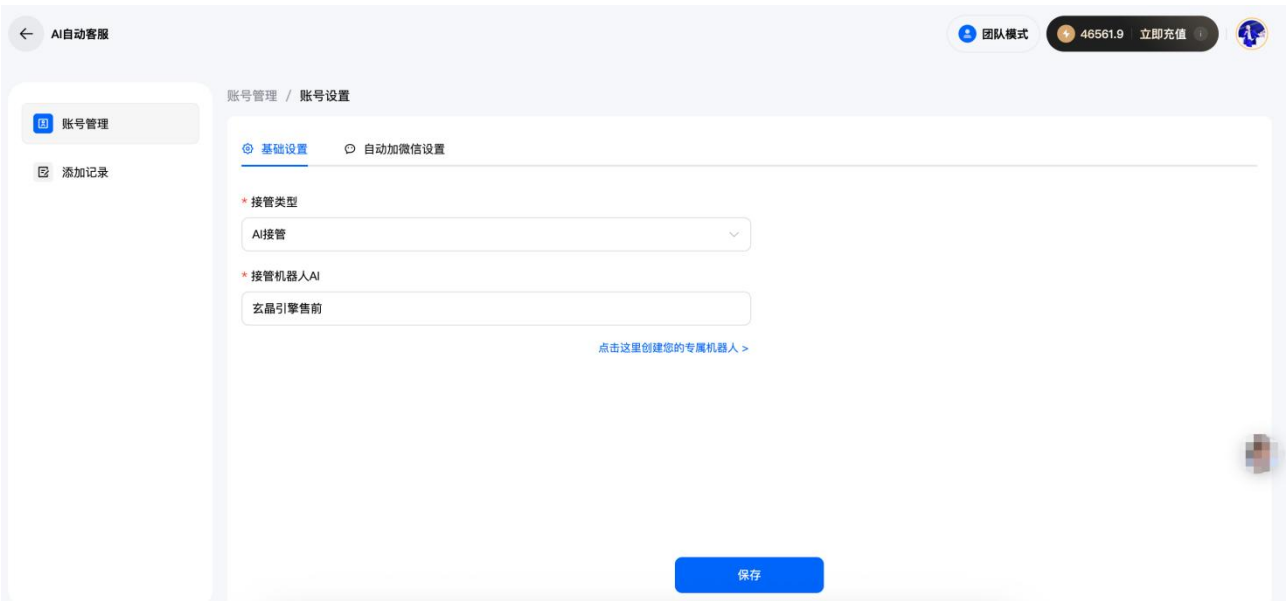 AI自动客服
团队模式
46561.9 立即充值
账号管理
添加记录
账号管理 / 账号设置
基础设置 自动加微信设置
* 接管类型
AI接管
* 接管机器人AI
玄晶引擎售前
点击这里创建您的专属机器人 >
保存